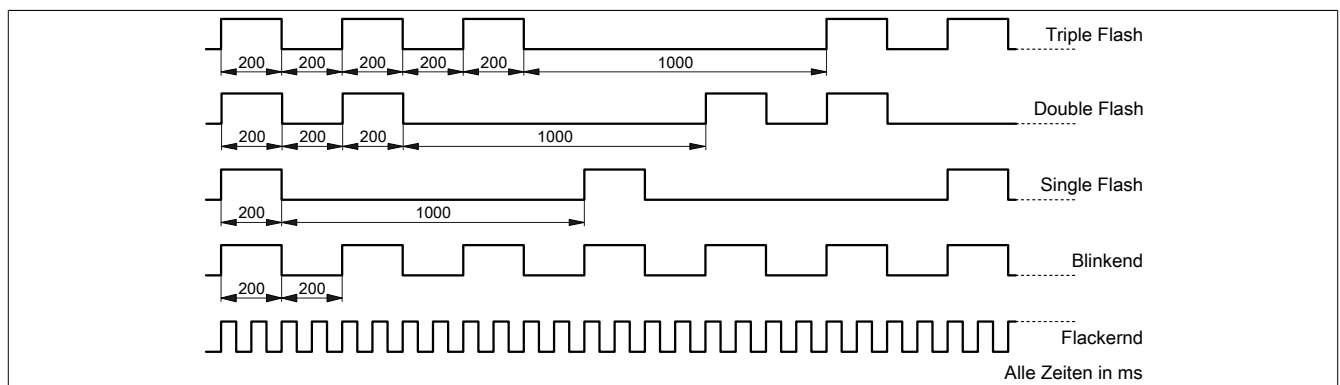 Triple Flash
200 200 200 200 200 1000
Double Flash
200 200 200 1000
Single Flash
200 1000
Blinkend
200 200
Flackernd
Alle Zeiten in ms